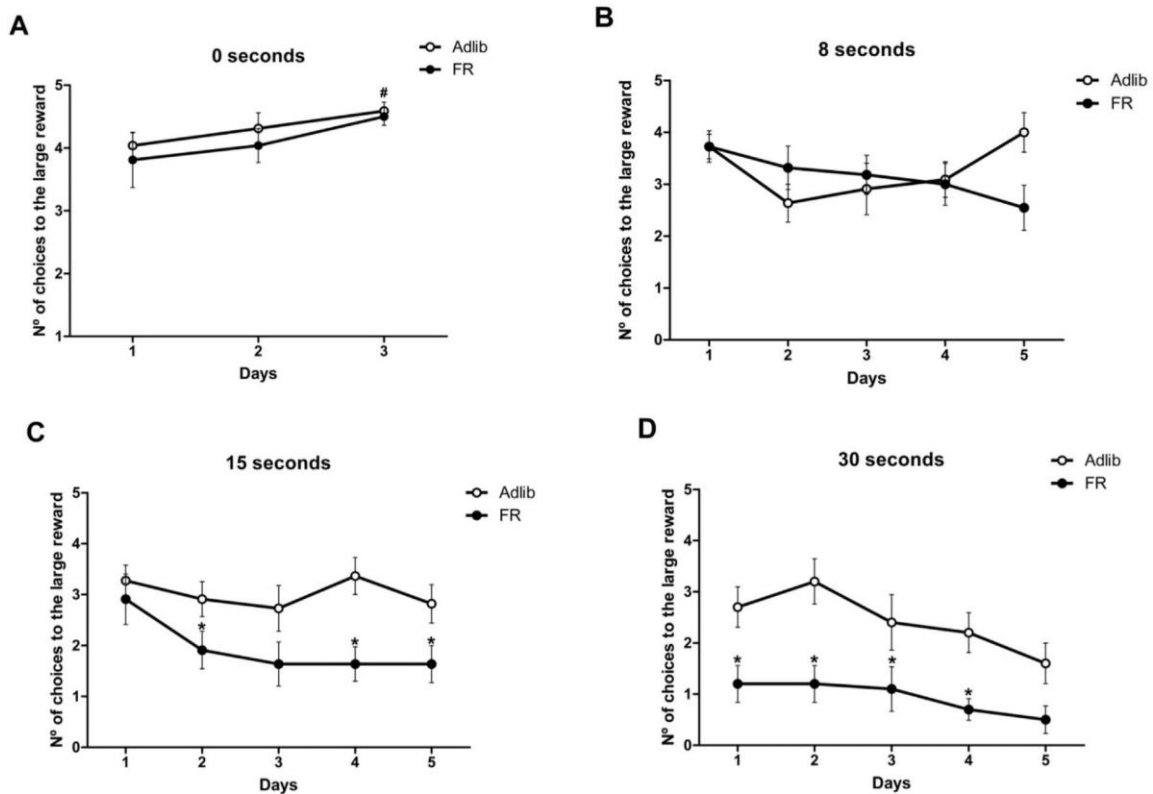 A
0 seconds
Adlib
FR
Nº of choices to the large reward
5
4
3
2
1
#
1 2 3
Days
B
8 seconds
Adlib
FR
Nº of choices to the large reward
5
4
3
2
1
0
1 2 3 4 5
Days
C
15 seconds
Adlib
FR
Nº of choices to the large reward
5
4
3
2
1
0
* * *
1 2 3 4 5
Days
D
30 seconds
Adlib
FR
Nº of choices to the large reward
5
4
3
2
1
0
* * * *
1 2 3 4 5
Days